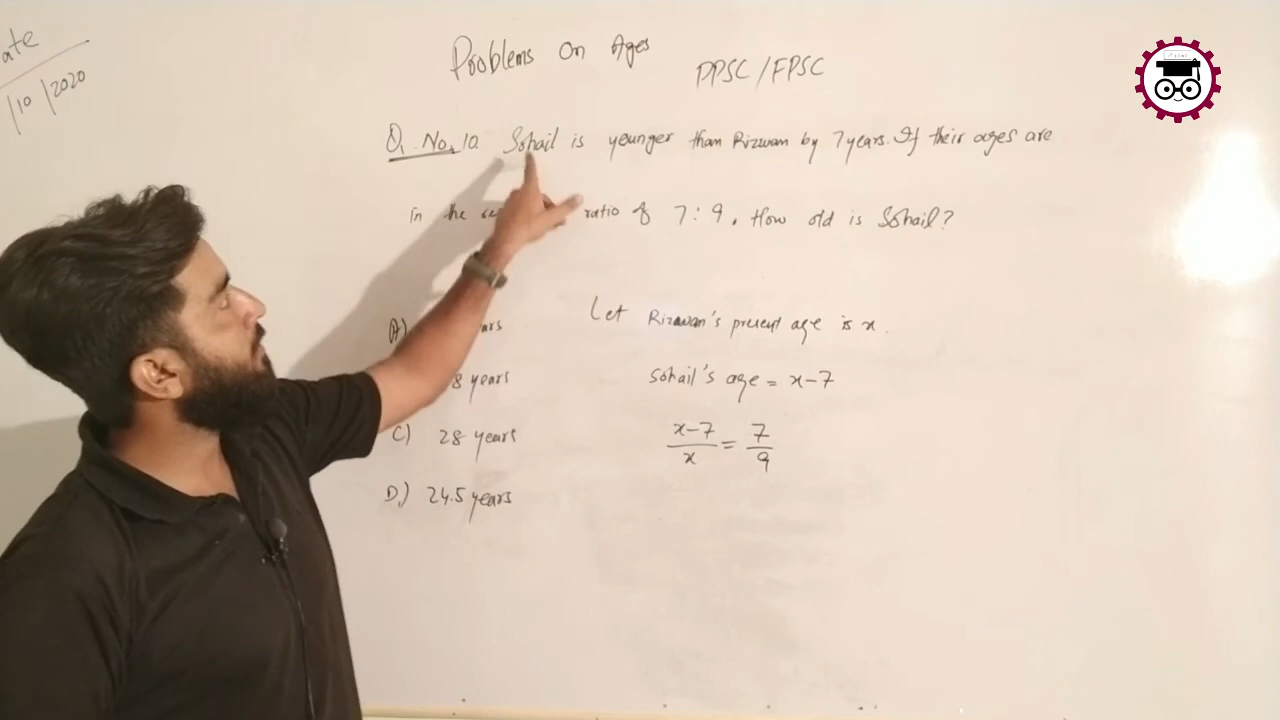 ate
/10/2020
Problems On Ages
PPSC/FPSC
Q. No. 10 Sohail is younger than Rizwan by 7 years. If their ages are
in the ratio of 7:9. How old is Sohail?
A)
8 years
C) 28 years
D) 24.5 years
Let Rizwan's present age is x.
Sohail's age = x-7
x-7/x = 7/9